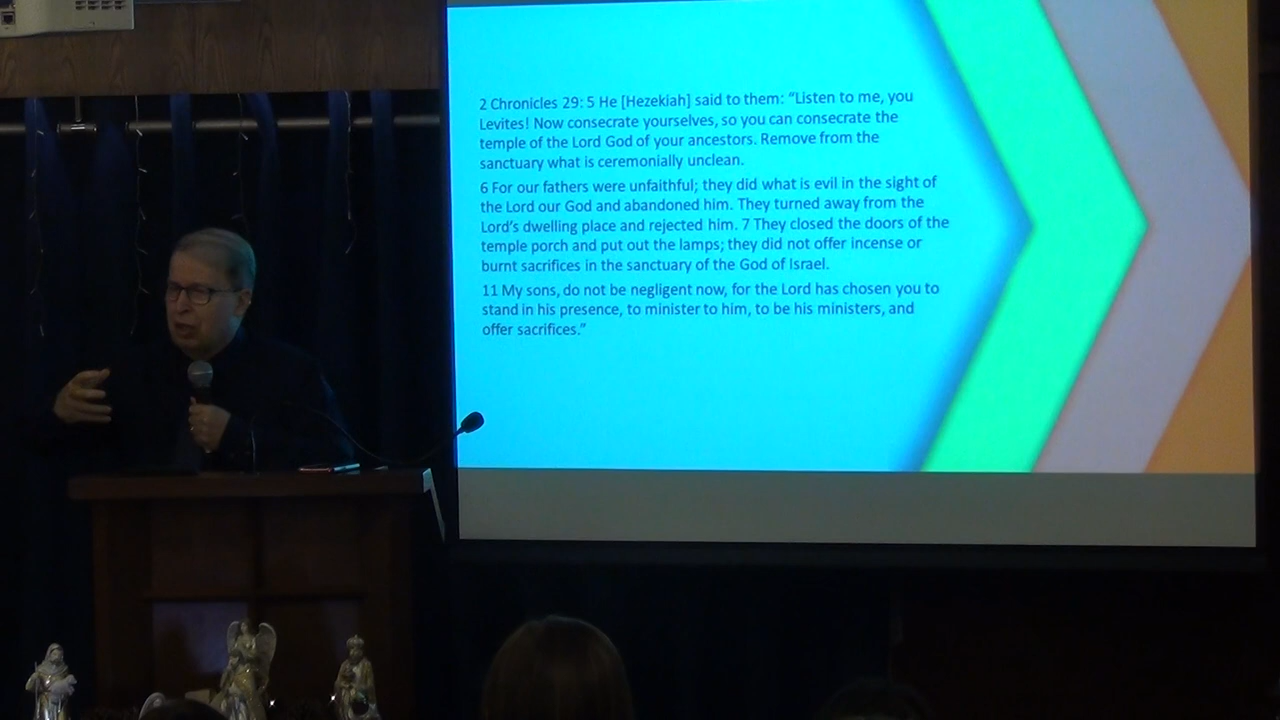 2 Chronicles 29: 5 He [Hezekiah] said to them: “Listen to me, you
Levites! Now consecrate yourselves, so you can consecrate the
temple of the Lord God of your ancestors. Remove from the
sanctuary what is ceremonially unclean.
6 For our fathers were unfaithful; they did what is evil in the sight of
the Lord our God and abandoned him. They turned away from the
Lord’s dwelling place and rejected him. 7 They closed the doors of the
temple porch and put out the lamps; they did not offer incense or
burnt sacrifices in the sanctuary of the God of Israel.
11 My sons, do not be negligent now, for the Lord has chosen you to
stand in his presence, to minister to him, to be his ministers, and
offer sacrifices.”